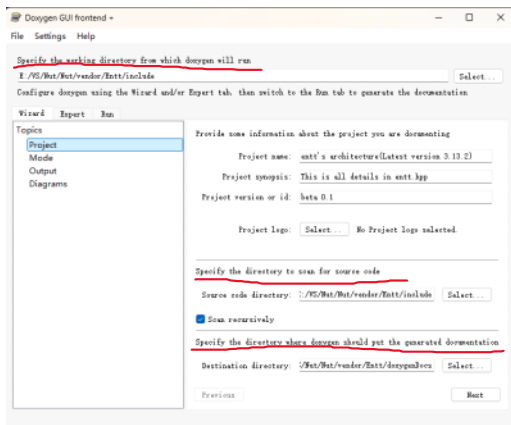 Doxygen GUI frontend +
File Settings Help
Specify the working directory from which doxygen will run
E:/VS/Nut/Nut/vendor/Entt/include Select...
Configure doxygen using the Wizard and/or Expert tab, then switch to the Run tab to generate the documentation
Wizard Expert Run
Topics
Project
Mode
Output
Diagrams
Provide some information about the project you are documenting
Project name: entt's architecture(Latest version 3.13.2)
Project synopsis: This is all details in entt.hpp
Project version or id: beta 0.1
Project logo: Select... No Project logo selected.
Specify the directory to scan for source code
Source code directory: :/VS/Nut/Nut/vendor/Entt/include Select...
Scan recursively
Specify the directory where doxygen should put the generated documentation
Destination directory: /Nut/Nut/vendor/Entt/doxygenDocs Select...
Previous Next